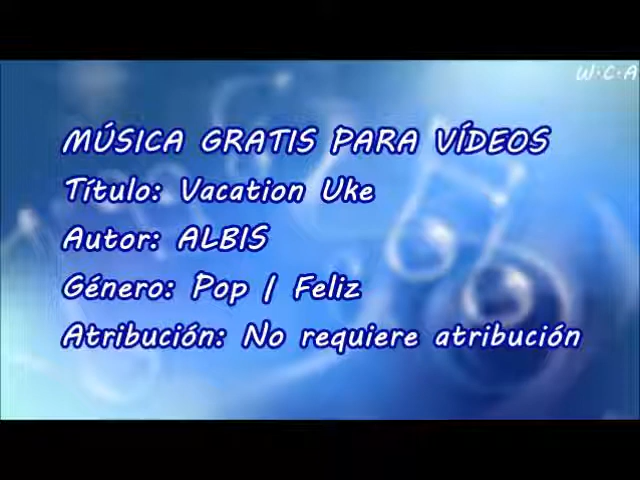 W.C.A
MÚSICA GRATIS PARA VÍDEOS
Título: Vacation Uke
Autor: ALBIS
Género: Pop | Feliz
Atribución: No requiere atribución